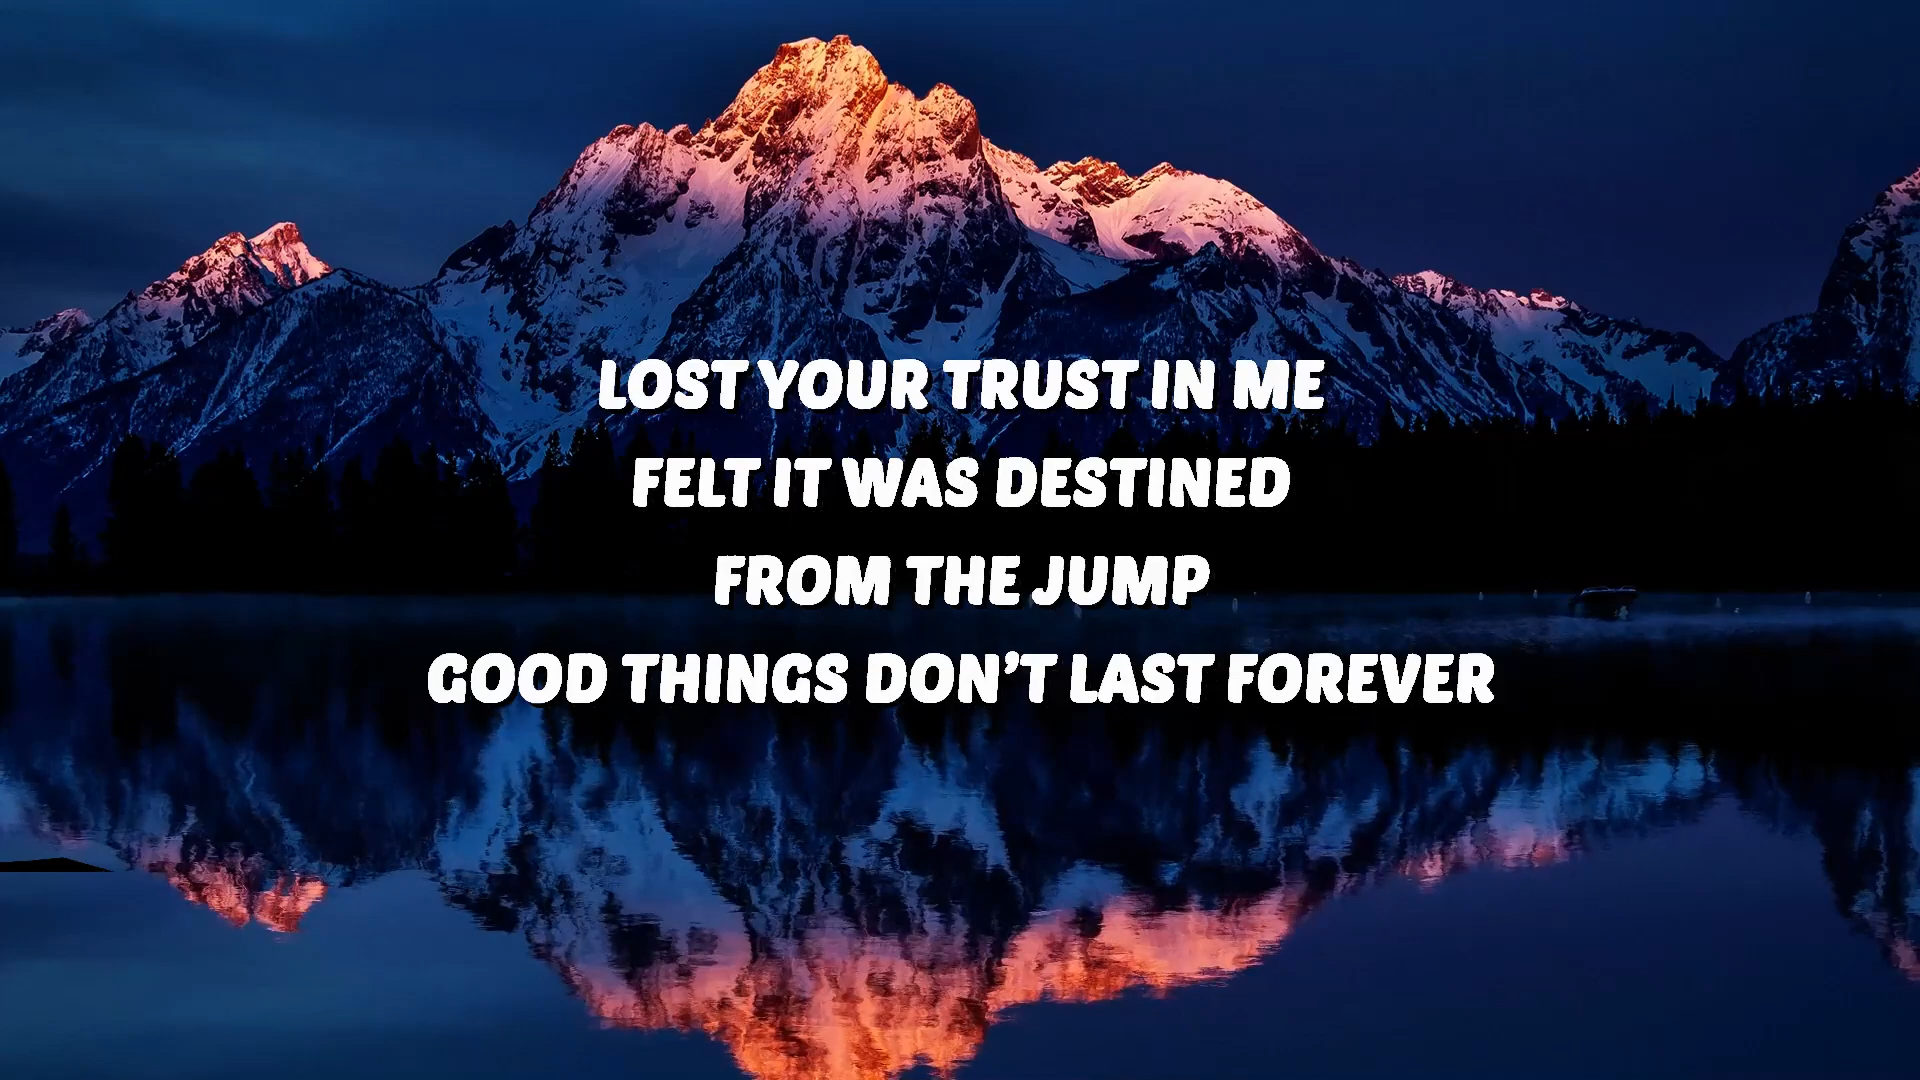 LOST YOUR TRUST IN ME
FELT IT WAS DESTINED
FROM THE JUMP
GOOD THINGS DON’T LAST FOREVER